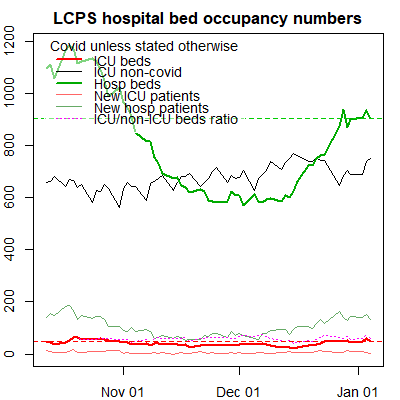 LCPS hospital bed occupancy numbers
Covid unless stated otherwise
ICU beds
ICU non-covid
Hosp beds
New ICU patients
New hosp patients
ICU/non-ICU beds ratio
1200
1000
800
600
400
200
0
Nov 01 Dec 01 Jan 01